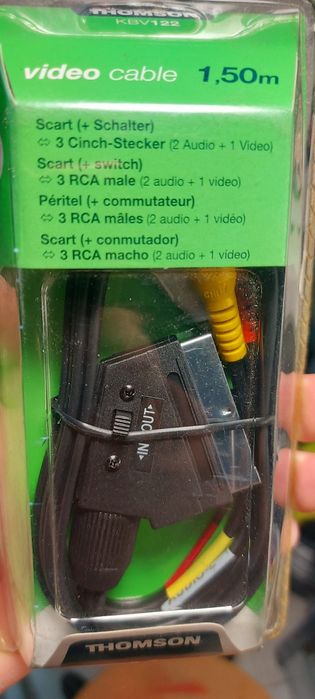 THOMSON
KBV122
video cable 1,50m
Scart (+ Schalter)
⇔ 3 Cinch-Stecker (2 Audio + 1 Video)
Scart (+ switch)
⇔ 3 RCA male (2 audio + 1 video)
Péritel (+ commutateur)
⇔ 3 RCA mâles (2 audio + 1 vidéo)
Scart (+ conmutador)
⇔ 3 RCA macho (2 audio + 1 vídeo)
◄IN OUT►
AUDIO
THOMSON